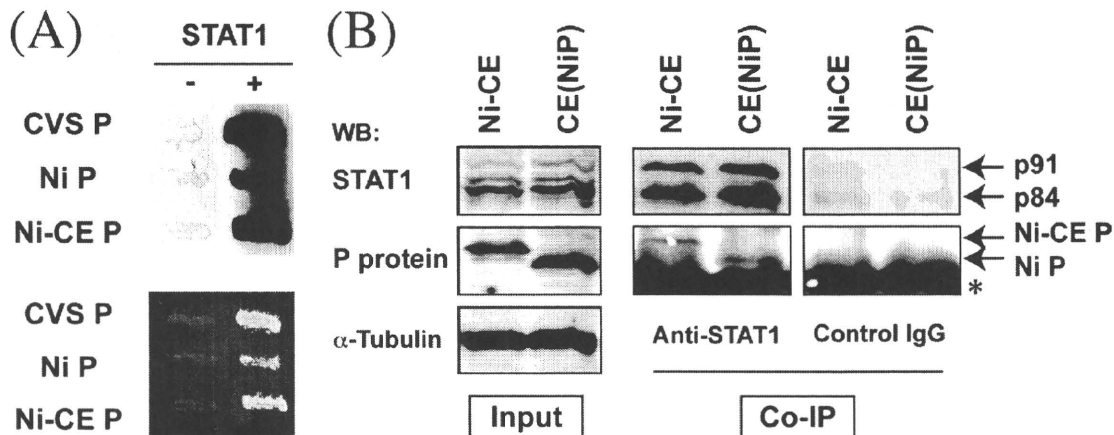 (A)
STAT1
- +
CVS P
Ni P
Ni-CE P
CVS P
Ni P
Ni-CE P
(B)
Ni-CE
CE(NiP)
Ni-CE
CE(NiP)
Ni-CE
CE(NiP)
WB:
STAT1
p91
p84
P protein
Ni-CE P
Ni P
*
α-Tubulin
Anti-STAT1
Control IgG
Input
Co-IP